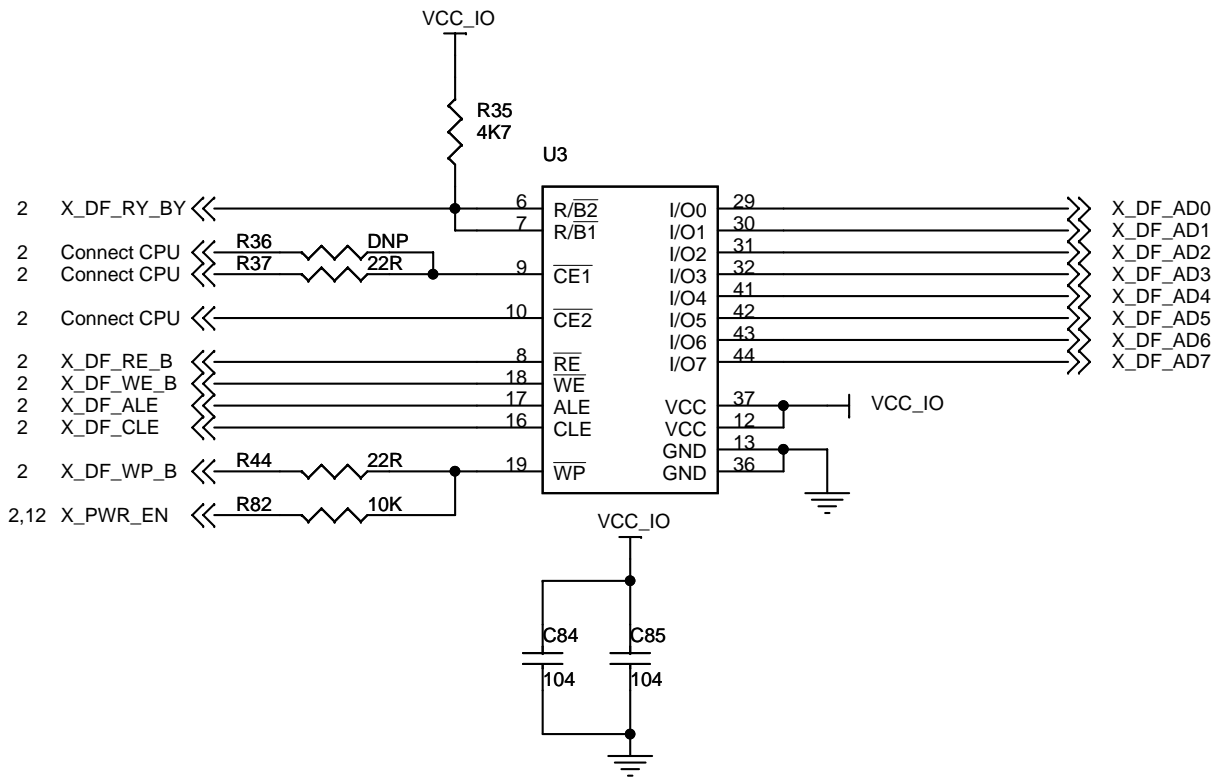 VCC_IO
R35
4K7
U3
2 X_DF_RY_BY 6 R/B2 I/O0 29 X_DF_AD0
7 R/B1 I/O1 30 X_DF_AD1
2 Connect CPU R36 DNP I/O2 31 X_DF_AD2
2 Connect CPU R37 22R 9 CE1 I/O3 32 X_DF_AD3
I/O4 41 X_DF_AD4
2 Connect CPU 10 CE2 I/O5 42 X_DF_AD5
I/O6 43 X_DF_AD6
2 X_DF_RE_B 8 RE I/O7 44 X_DF_AD7
2 X_DF_WE_B 18 WE
2 X_DF_ALE 17 ALE VCC 37 VCC_IO
2 X_DF_CLE 16 CLE VCC 12
GND 13
2 X_DF_WP_B R44 22R 19 WP GND 36
2,12 X_PWR_EN R82 10K
VCC_IO
C84 C85
104 104